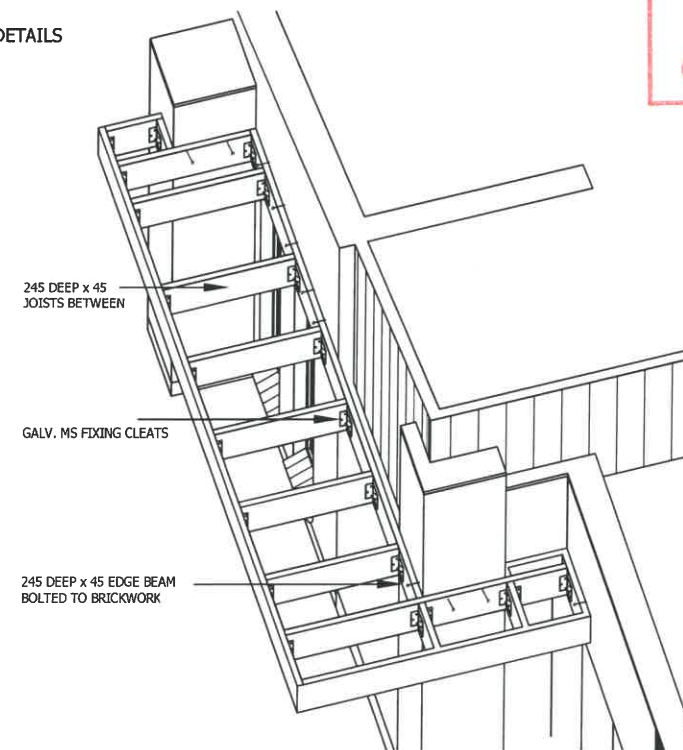 DETAILS
245 DEEP x 45
JOISTS BETWEEN
GALV. MS FIXING CLEATS
245 DEEP x 45 EDGE BEAM
BOLTED TO BRICKWORK